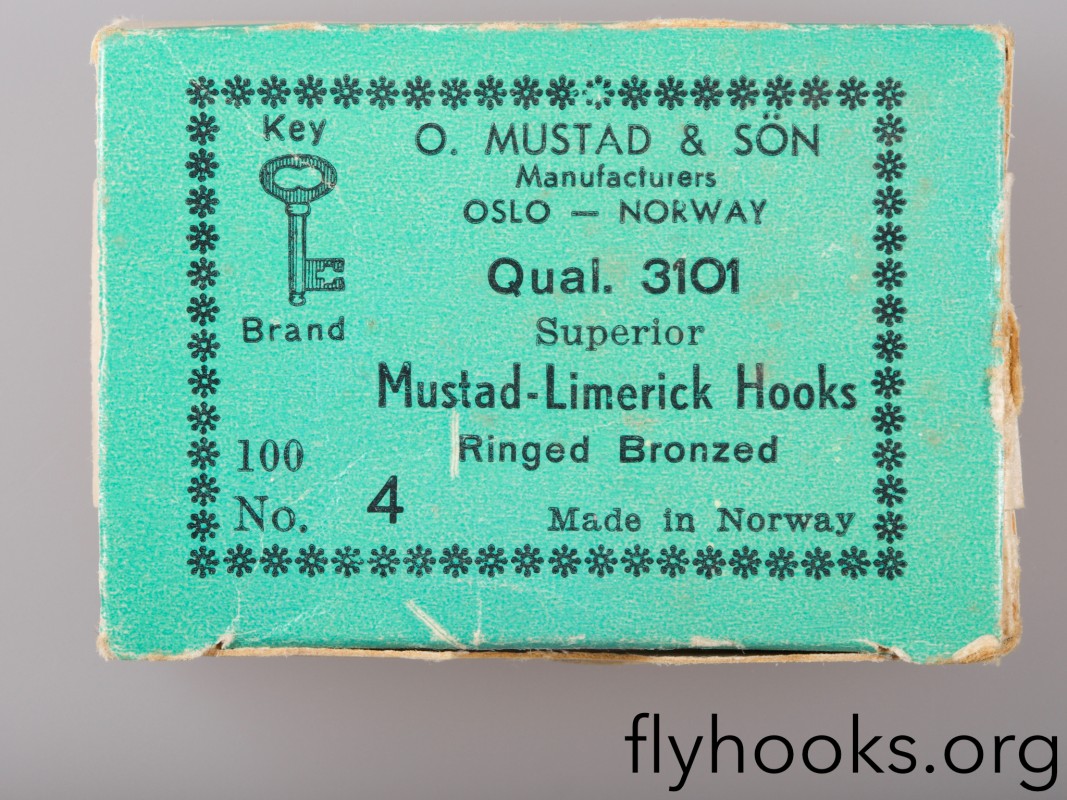 Key
Brand
O. MUSTAD & SÖN
Manufacturers
OSLO — NORWAY
Qual. 3101
Superior
Mustad-Limerick Hooks
Ringed Bronzed
100
No. 4
Made in Norway
flyhooks.org